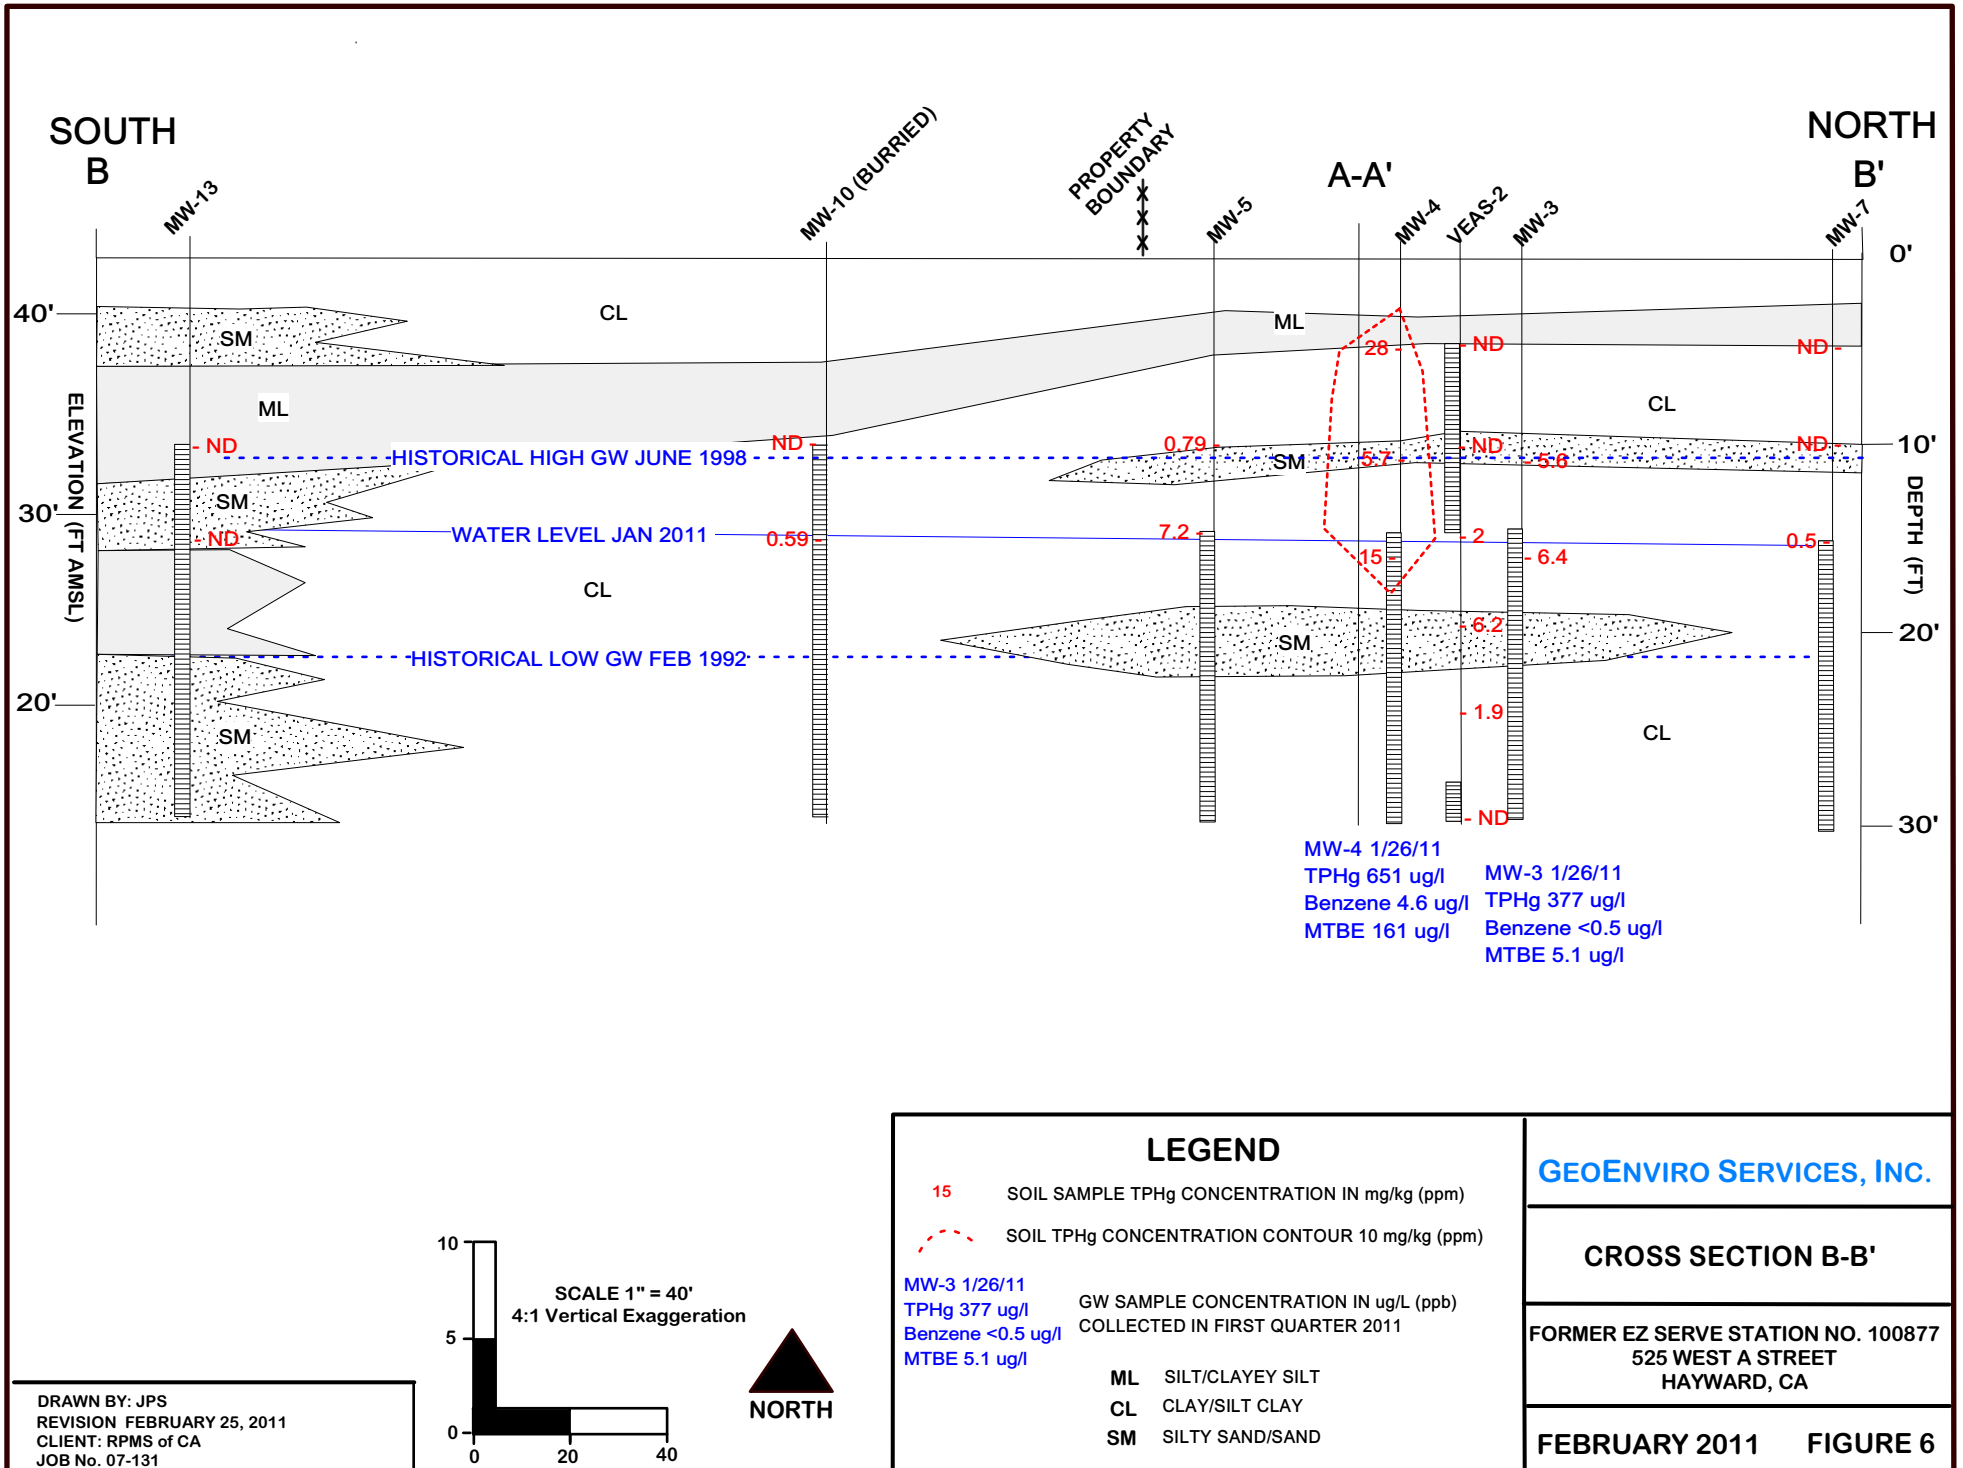 SOUTH
B
NORTH
B'
MW-13
MW-10 (BURRIED)
PROPERTY
BOUNDARY
MW-5
A-A'
MW-4
VEAS-2
MW-3
MW-7
0'
10'
20'
30'
DEPTH (FT)
40'
30'
20'
ELEVATION (FT AMSL)
SM
CL
ML
ML
28
- ND
ND -
CL
- ND
ND -
0.79 -
SM
5.7 -
- ND
- 5.6
ND -
HISTORICAL HIGH GW JUNE 1998
SM
- ND
WATER LEVEL JAN 2011
0.59 -
7.2 -
15 -
- 2
- 6.4
0.5 -
CL
SM
- 6.2
HISTORICAL LOW GW FEB 1992
- 1.9
SM
CL
- ND
MW-4 1/26/11
TPHg 651 ug/l
Benzene 4.6 ug/l
MTBE 161 ug/l
MW-3 1/26/11
TPHg 377 ug/l
Benzene <0.5 ug/l
MTBE 5.1 ug/l
LEGEND
15 SOIL SAMPLE TPHg CONCENTRATION IN mg/kg (ppm)
SOIL TPHg CONCENTRATION CONTOUR 10 mg/kg (ppm)
MW-3 1/26/11
TPHg 377 ug/l
Benzene <0.5 ug/l
MTBE 5.1 ug/l
GW SAMPLE CONCENTRATION IN ug/L (ppb)
COLLECTED IN FIRST QUARTER 2011
ML SILT/CLAYEY SILT
CL CLAY/SILT CLAY
SM SILTY SAND/SAND
GEOENVIRO SERVICES, INC.
CROSS SECTION B-B'
FORMER EZ SERVE STATION NO. 100877
525 WEST A STREET
HAYWARD, CA
FEBRUARY 2011 FIGURE 6
10
5
0
0 20 40
SCALE 1" = 40'
4:1 Vertical Exaggeration
NORTH
DRAWN BY: JPS
REVISION FEBRUARY 25, 2011
CLIENT: RPMS of CA
JOB No. 07-131